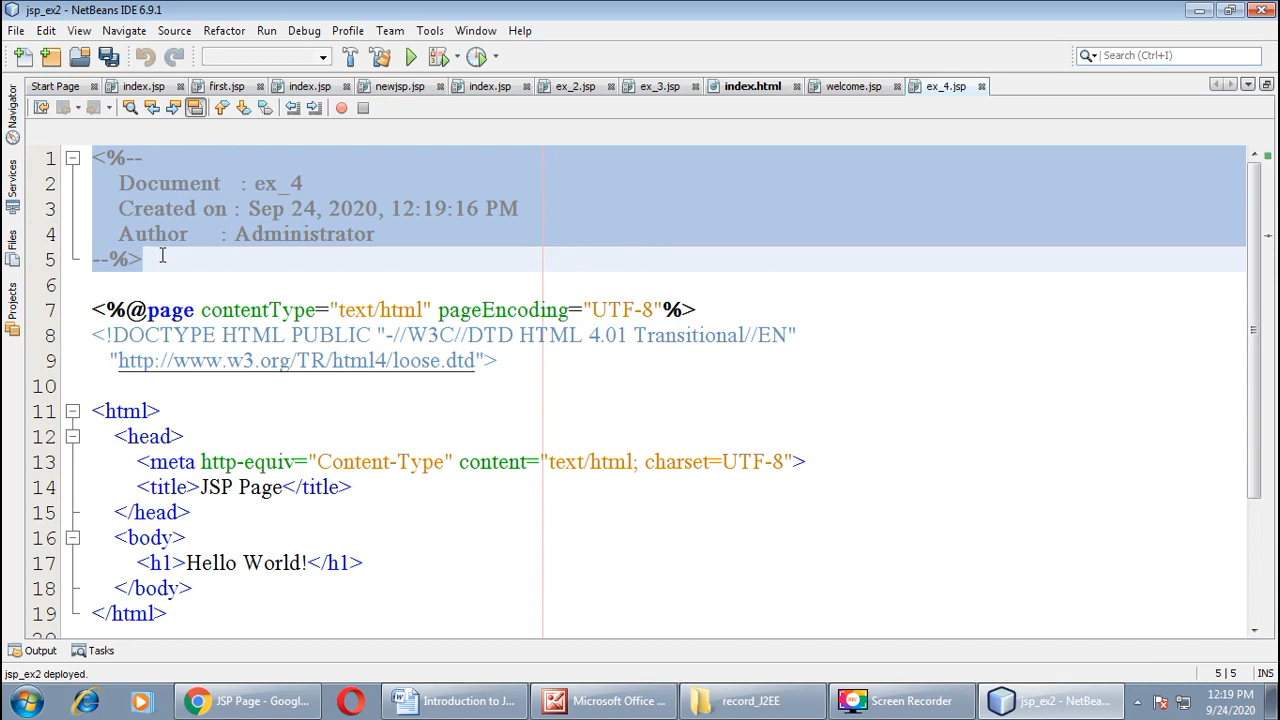 jsp_ex2 - NetBeans IDE 6.9.1
File Edit View Navigate Source Refactor Run Debug Profile Team Tools Window Help
Search (Ctrl+I)
Start Page index.jsp first.jsp index.jsp newjsp.jsp index.jsp ex_2.jsp ex_3.jsp index.html welcome.jsp ex_4.jsp
Navigator
Services
Files
Projects
1 <%--
2 Document : ex_4
3 Created on : Sep 24, 2020, 12:19:16 PM
4 Author : Administrator
5 --%>
6
7 <%@page contentType="text/html" pageEncoding="UTF-8"%>
8 <!DOCTYPE HTML PUBLIC "-//W3C//DTD HTML 4.01 Transitional//EN"
9 "http://www.w3.org/TR/html4/loose.dtd">
10
11 <html>
12 <head>
13 <meta http-equiv="Content-Type" content="text/html; charset=UTF-8">
14 <title>JSP Page</title>
15 </head>
16 <body>
17 <h1>Hello World!</h1>
18 </body>
19 </html>
Output Tasks
jsp_ex2 deployed.
5 | 5 INS
JSP Page - Googl... Introduction to J... Microsoft Office ... record_J2EE Screen Recorder jsp_ex2 - NetBea... 12:19 PM
9/24/2020